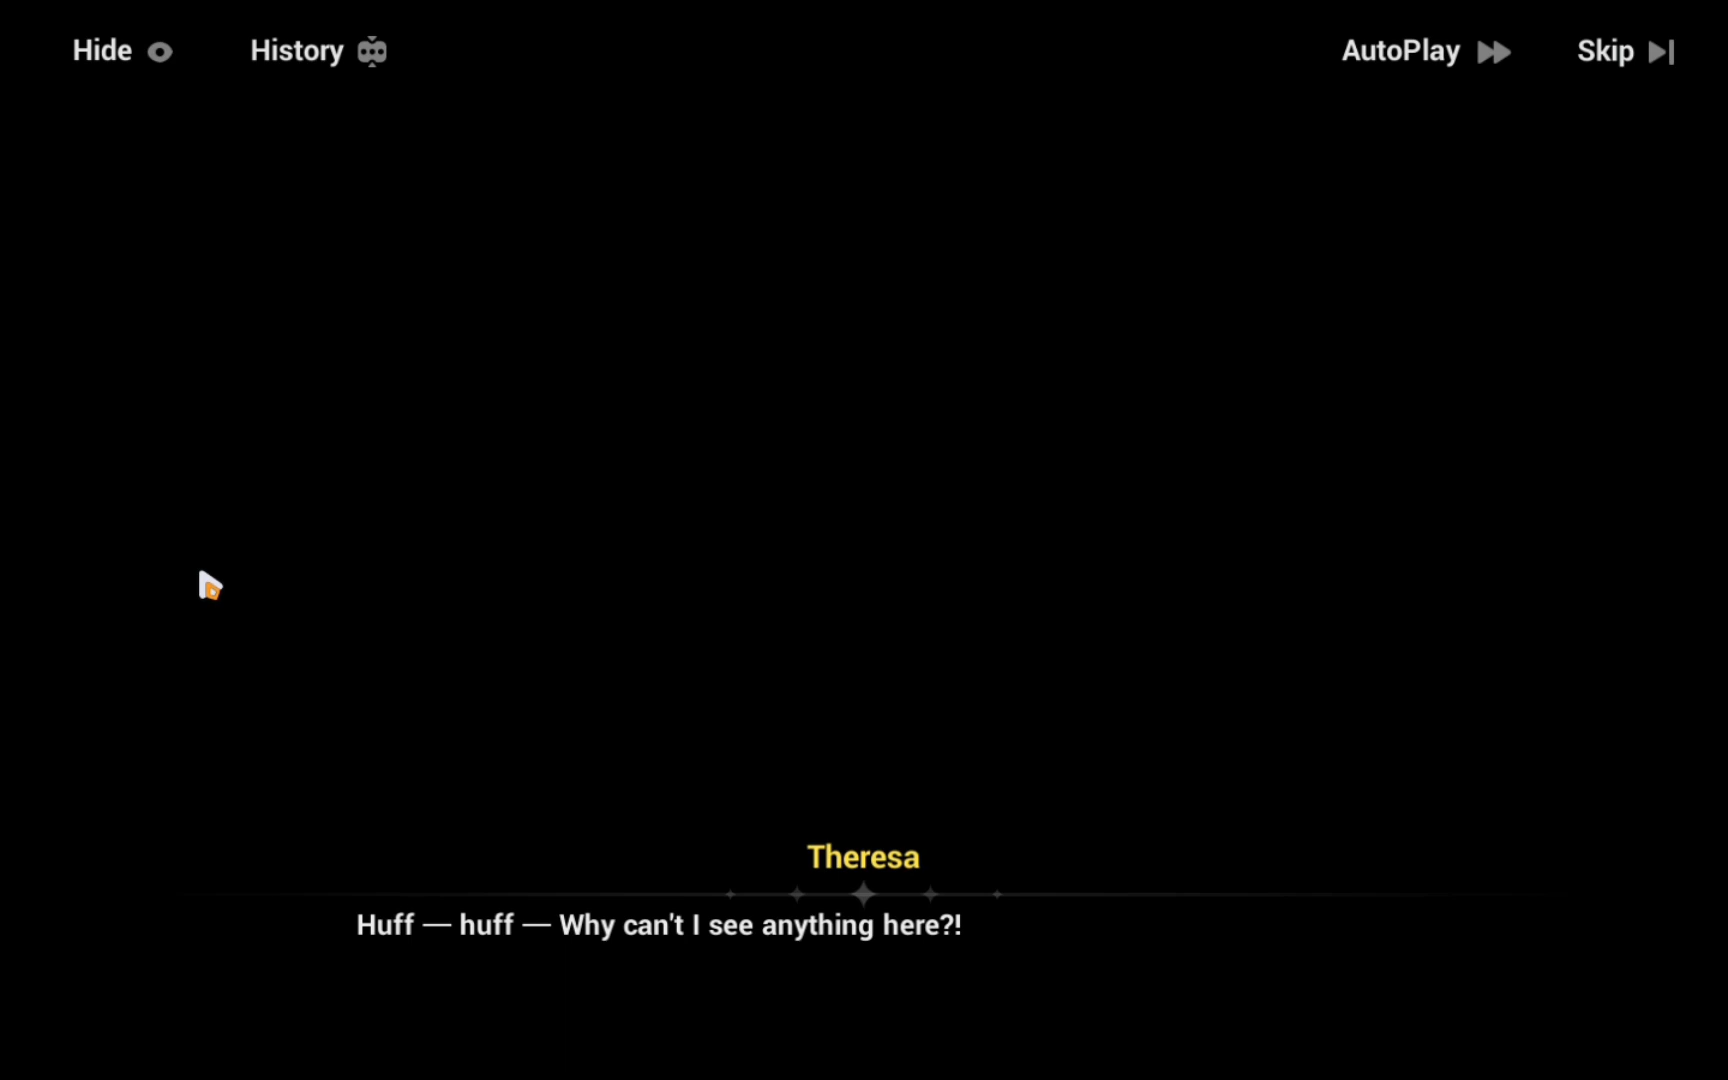 Hide
History
AutoPlay
Skip
Theresa
Huff — huff — Why can't I see anything here?!